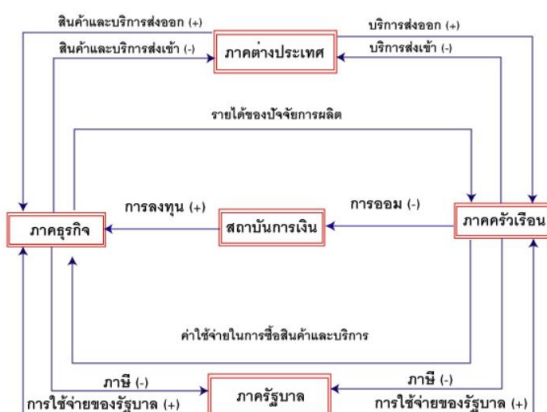 สินค้าและบริการส่งออก (+)
บริการส่งออก (+)
สินค้าและบริการส่งเข้า (-)
ภาคต่างประเทศ
บริการส่งเข้า (-)
รายได้ของปัจจัยการผลิต
การลงทุน (+)
การออม (-)
ภาคธุรกิจ
สถาบันการเงิน
ภาคครัวเรือน
ค่าใช้จ่ายในการซื้อสินค้าและบริการ
ภาษี (-)
ภาษี (-)
การใช้จ่ายของรัฐบาล (+)
ภาครัฐบาล
การใช้จ่ายของรัฐบาล (+)